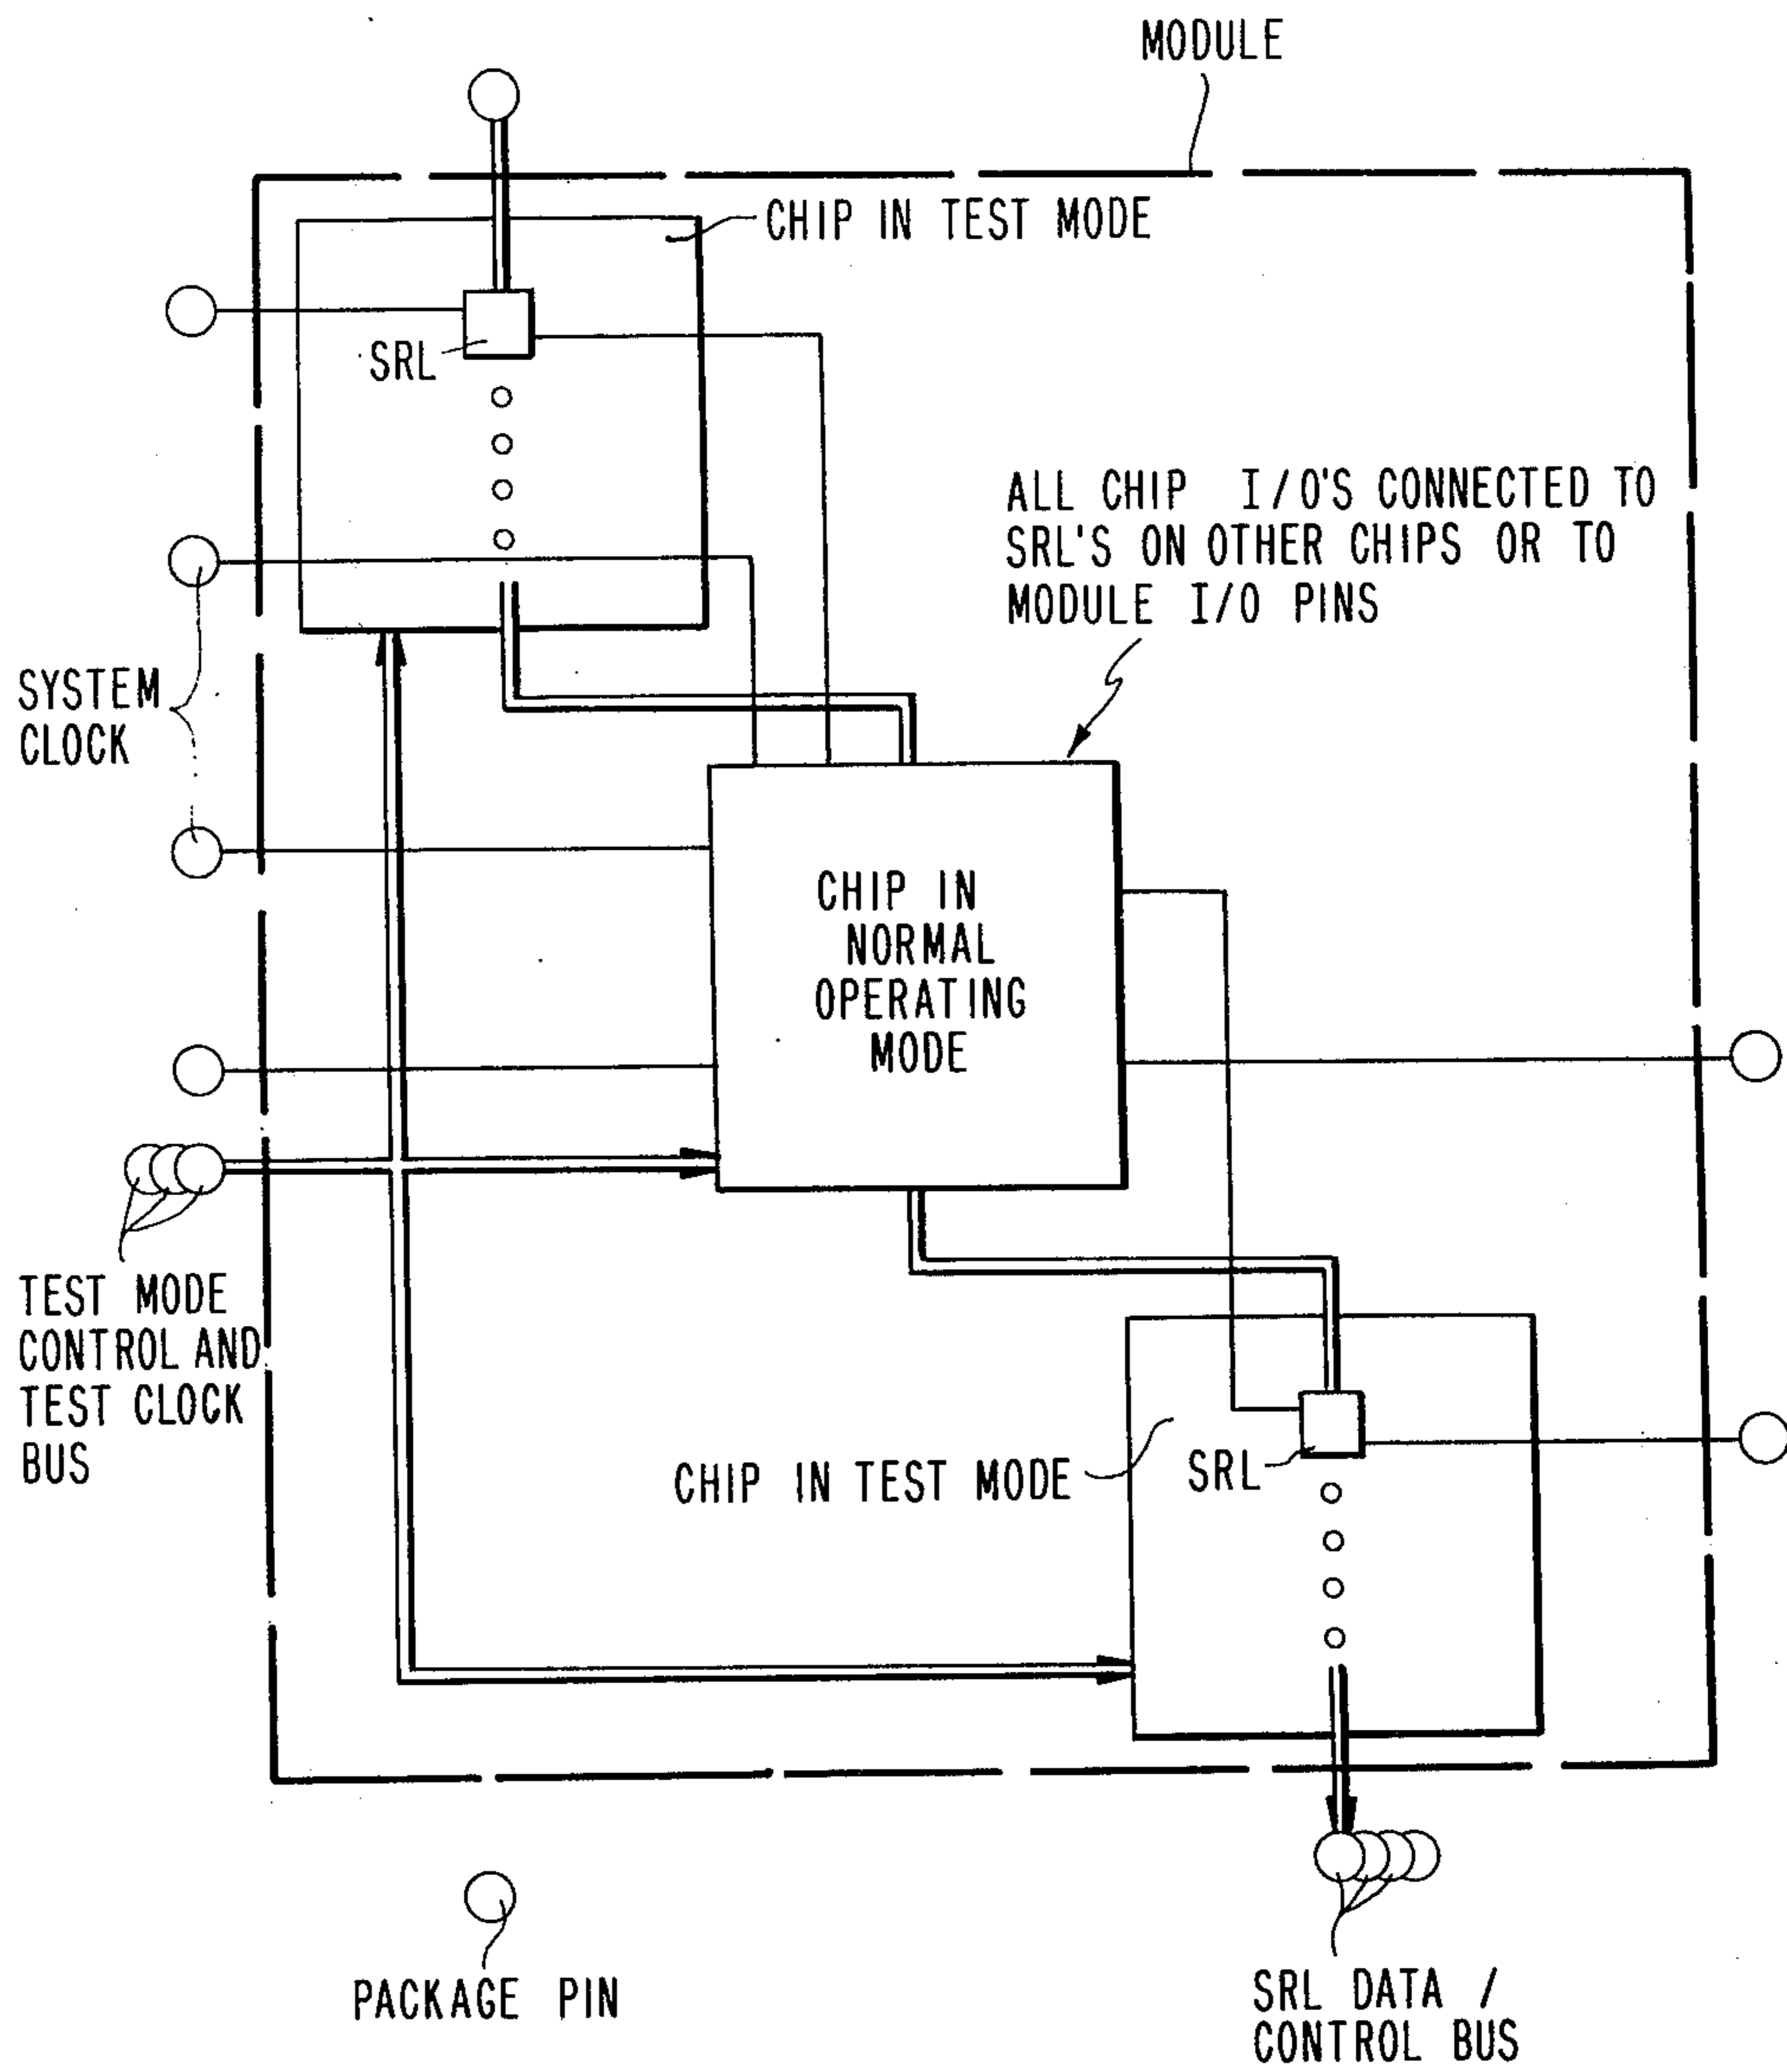 MODULE
CHIP IN TEST MODE
SRL
ALL CHIP I/O'S CONNECTED TO
SRL'S ON OTHER CHIPS OR TO
MODULE I/O PINS
SYSTEM
CLOCK
CHIP IN
NORMAL
OPERATING
MODE
TEST MODE
CONTROL AND
TEST CLOCK
BUS
CHIP IN TEST MODE
SRL
PACKAGE PIN
SRL DATA /
CONTROL BUS